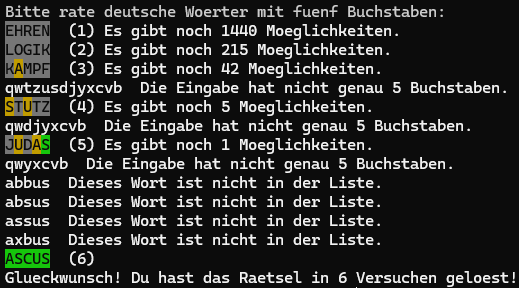 Bitte rate deutsche Woerter mit fuenf Buchstaben:
EHREN (1) Es gibt noch 1440 Moeglichkeiten.
LOGIK (2) Es gibt noch 215 Moeglichkeiten.
KAMPF (3) Es gibt noch 42 Moeglichkeiten.
qwtzusdjyxcvb Die Eingabe hat nicht genau 5 Buchstaben.
STUTZ (4) Es gibt noch 5 Moeglichkeiten.
qwdjyxcvb Die Eingabe hat nicht genau 5 Buchstaben.
JUDAS (5) Es gibt noch 1 Moeglichkeiten.
qwyxcvb Die Eingabe hat nicht genau 5 Buchstaben.
abbus Dieses Wort ist nicht in der Liste.
absus Dieses Wort ist nicht in der Liste.
assus Dieses Wort ist nicht in der Liste.
axbus Dieses Wort ist nicht in der Liste.
ASCUS (6)
Glueckwunsch! Du hast das Raetsel in 6 Versuchen geloest!